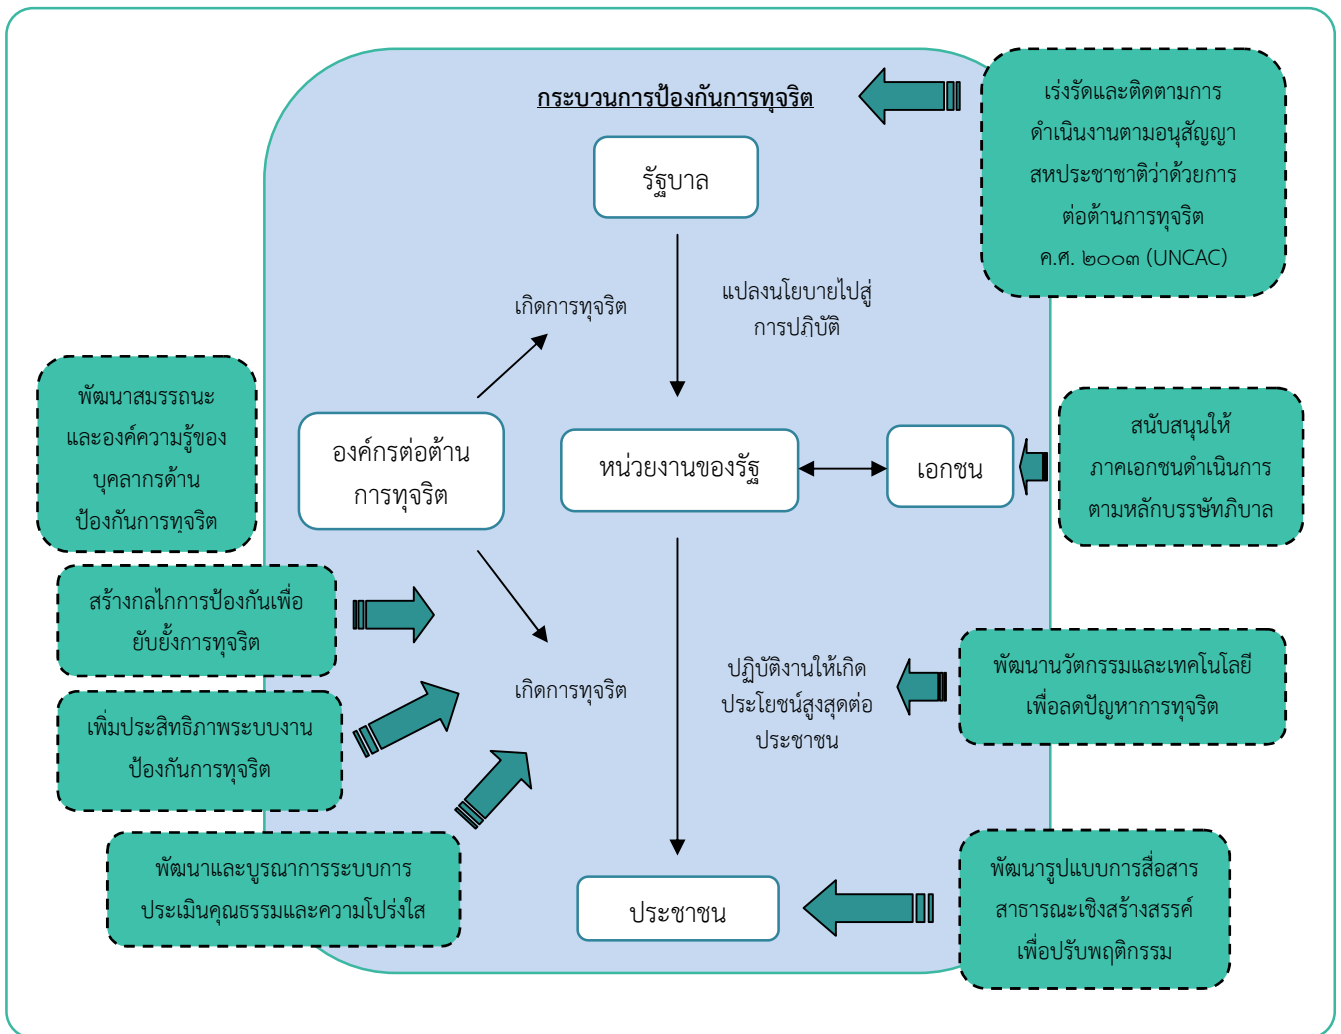 กระบวนการป้องกันการทุจริต
เร่งรัดและติดตามการ
ดำเนินงานตามอนุสัญญา
สหประชาชาติว่าด้วยการ
ต่อต้านการทุจริต
ค.ศ. ๒๐๐๓ (UNCAC)
รัฐบาล
เกิดการทุจริต
แปลงนโยบายไปสู่
การปฏิบัติ
พัฒนาสมรรถนะ
และองค์ความรู้ของ
บุคลากรด้าน
ป้องกันการทุจริต
องค์กรต่อต้าน
การทุจริต
หน่วยงานของรัฐ
เอกชน
สนับสนุนให้
ภาคเอกชนดำเนินการ
ตามหลักบรรษัทภิบาล
สร้างกลไกการป้องกันเพื่อ
ยับยั้งการทุจริต
เกิดการทุจริต
ปฏิบัติงานให้เกิด
ประโยชน์สูงสุดต่อ
ประชาชน
พัฒนานวัตกรรมและเทคโนโลยี
เพื่อลดปัญหาการทุจริต
เพิ่มประสิทธิภาพระบบงาน
ป้องกันการทุจริต
พัฒนาและบูรณาการระบบการ
ประเมินคุณธรรมและความโปร่งใส
ประชาชน
พัฒนารูปแบบการสื่อสาร
สาธารณะเชิงสร้างสรรค์
เพื่อปรับพฤติกรรม